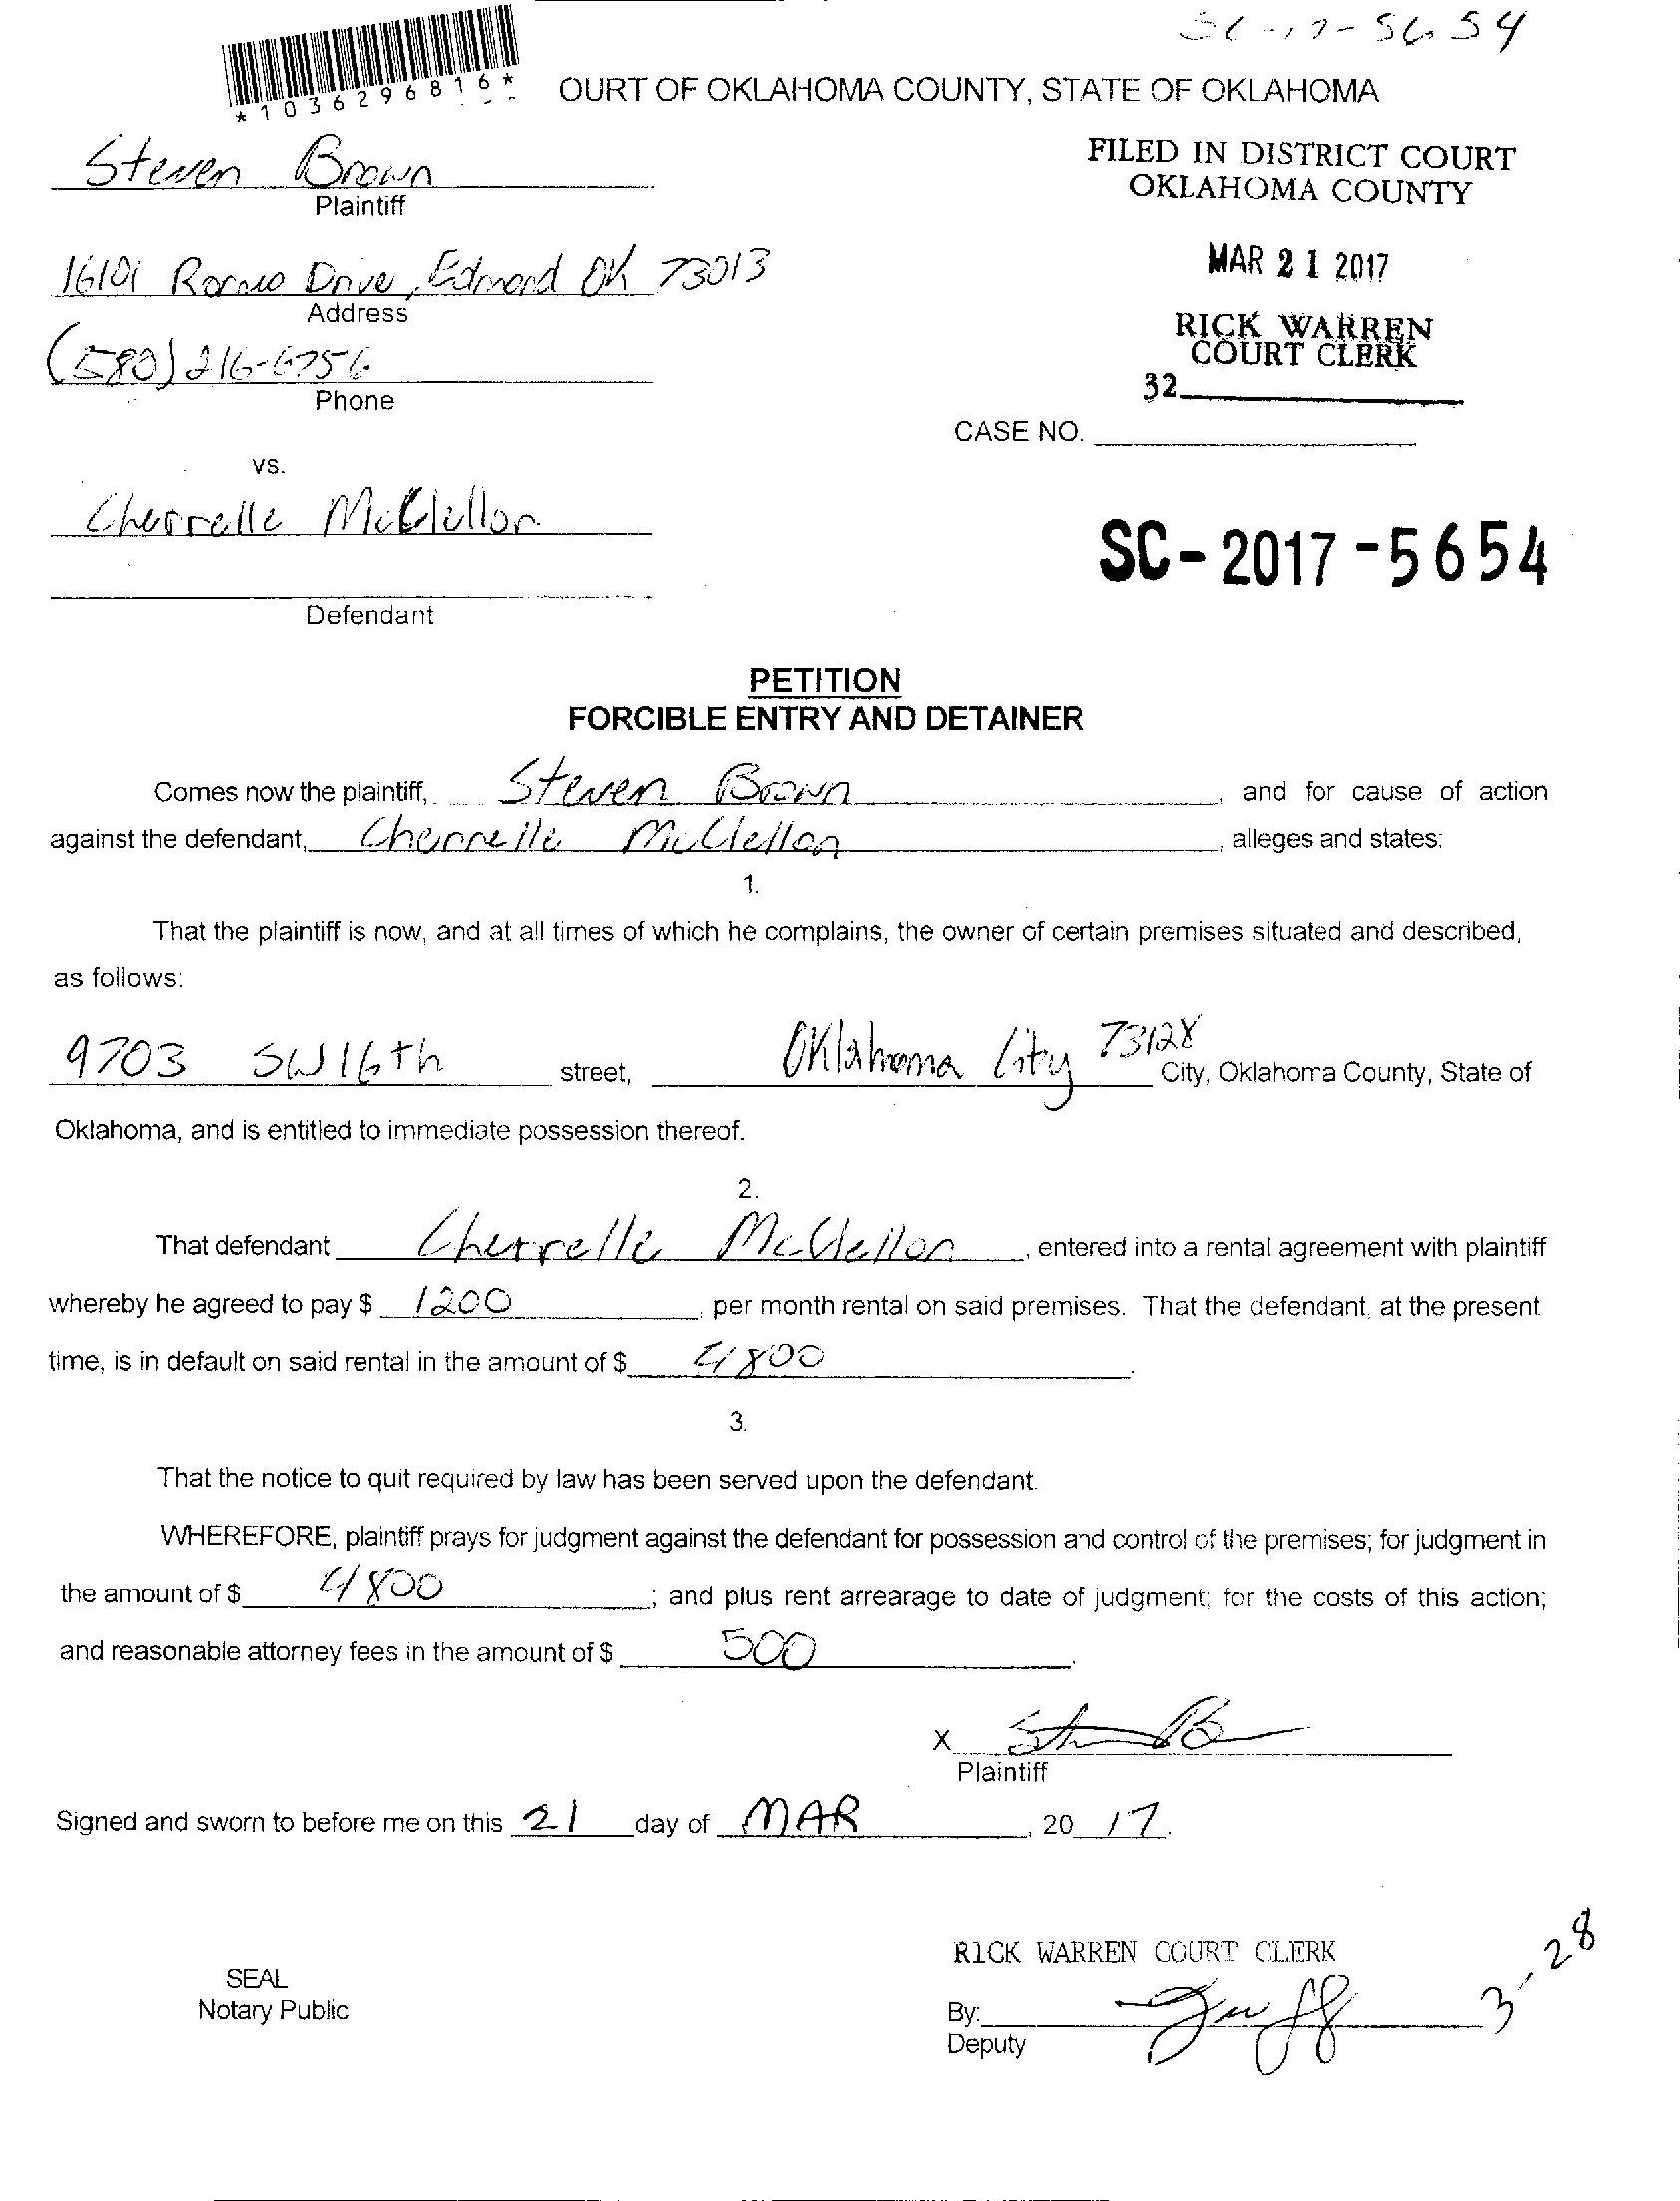 SC-17-5654
*1036296816*
OURT OF OKLAHOMA COUNTY, STATE OF OKLAHOMA
Steven Brown
Plaintiff
FILED IN DISTRICT COURT
OKLAHOMA COUNTY
MAR 21 2017
RICK WARREN
COURT CLERK
32
Drive, Edmond OK 73013
Address
(580) 216-6756
Phone
CASE NO.
vs.
Cherrelle McClellon
SC-2017-5654
Defendant
PETITION
FORCIBLE ENTRY AND DETAINER
Comes now the plaintiff, Steven Brown, and for cause of action
against the defendant, Cherrelle McClellan, alleges and states:
1.
That the plaintiff is now, and at all times of which he complains, the owner of certain premises situated and described,
as follows:
9703 SW 16th street, Oklahoma City 73128 City, Oklahoma County, State of
Oklahoma, and is entitled to immediate possession thereof.
2.
That defendant Cherrelle McClellon, entered into a rental agreement with plaintiff
whereby he agreed to pay $ 1200, per month rental on said premises. That the defendant, at the present
time, is in default on said rental in the amount of $ 4800.
3.
That the notice to quit required by law has been served upon the defendant.
WHEREFORE, plaintiff prays for judgment against the defendant for possession and control of the premises; for judgment in
the amount of $ 4800; and plus rent arrearage to date of judgment; for the costs of this action;
and reasonable attorney fees in the amount of $ 500.
X
Plaintiff
Signed and sworn to before me on this 21 day of MAR, 20 17.
RICK WARREN COURT CLERK
3-28
SEAL
Notary Public
By:
Deputy